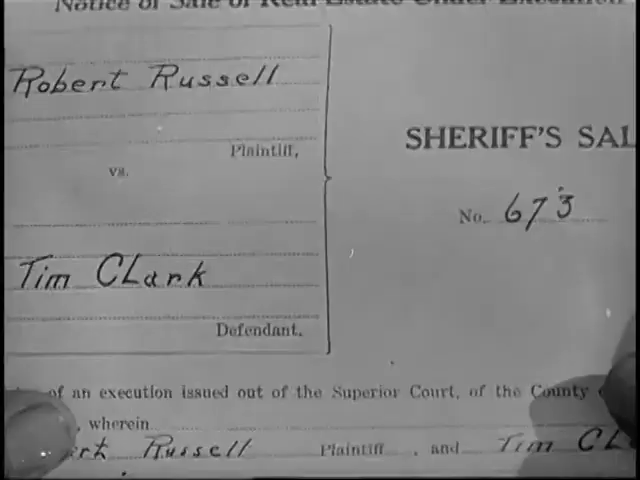 Notice of Sale of Real Estate Under Execution
Robert Russell
Plaintiff,
vs.
SHERIFF'S SAL
No. 673
Tim Clark
Defendant.
of an execution issued out of the Superior Court, of the County
, wherein
rt Russell Plaintiff , and Tim Cl